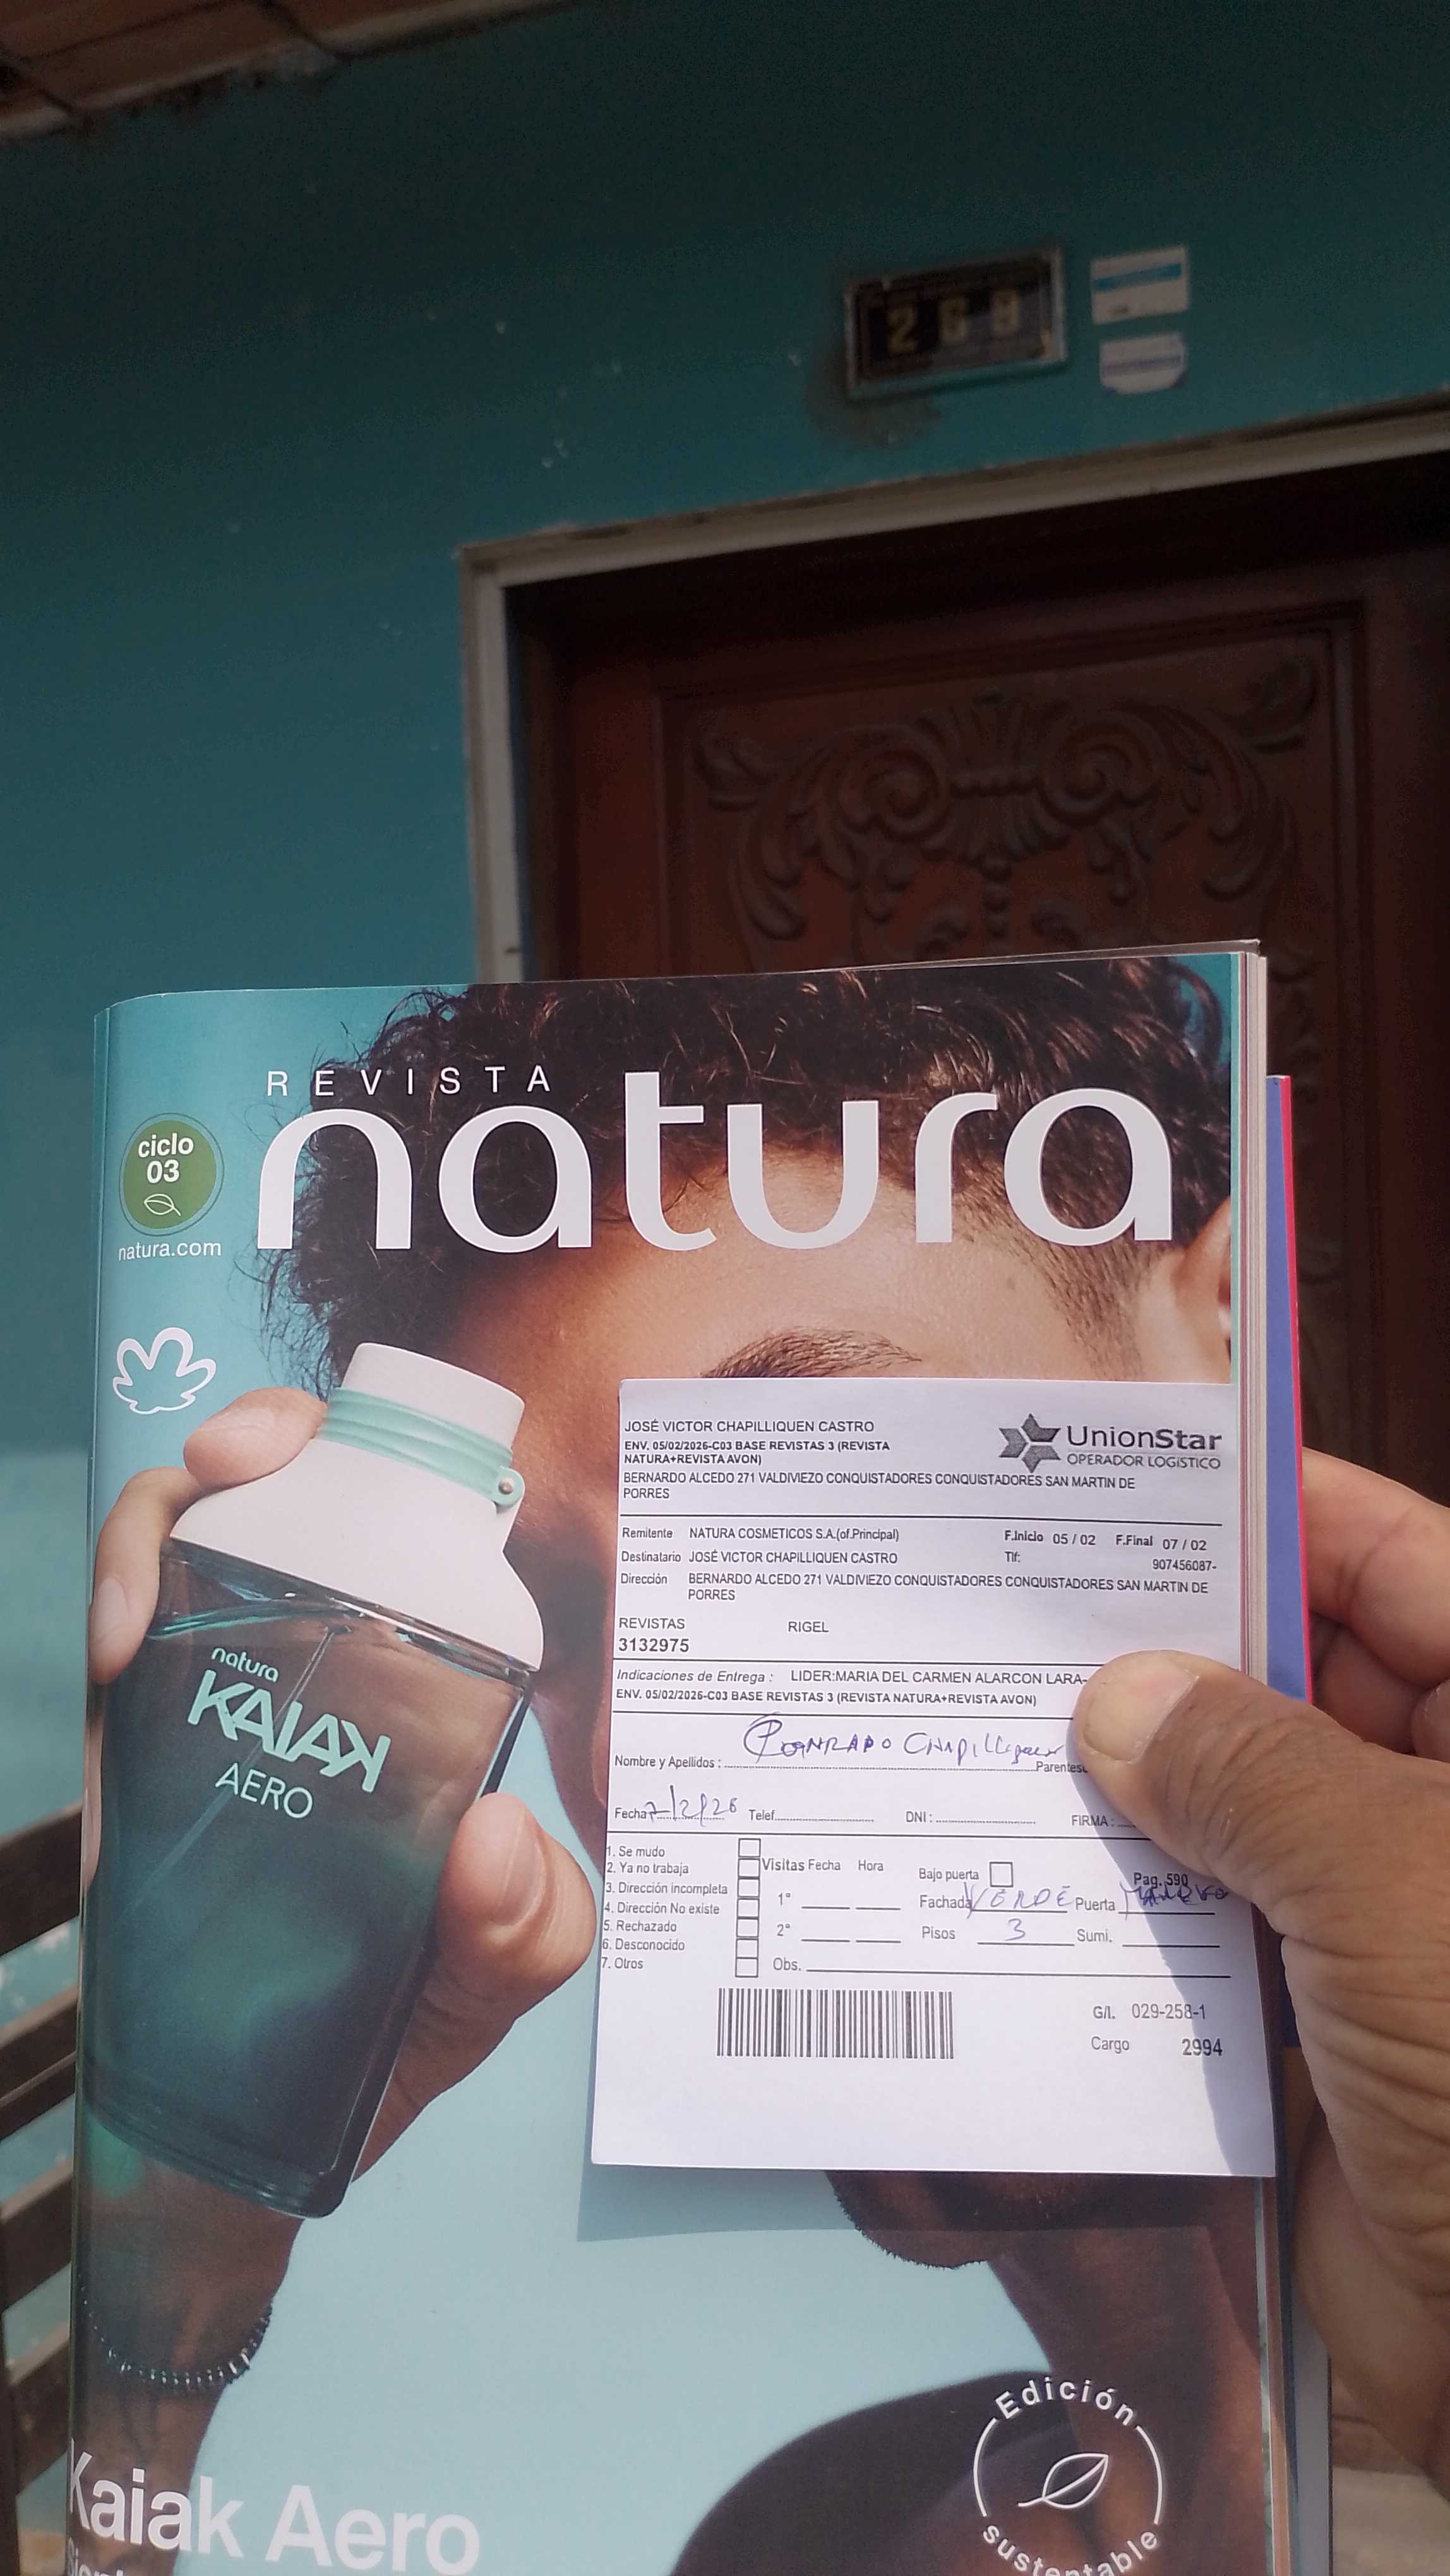 269
REVISTA
natura
ciclo
03
natura.com
natura
KAIAK
AERO
JOSÉ VICTOR CHAPILLIQUEN CASTRO
ENV. 05/02/2026-C03 BASE REVISTAS 3 (REVISTA
NATURA+REVISTA AVON)
BERNARDO ALCEDO 271 VALDIVIEZO CONQUISTADORES CONQUISTADORES SAN MARTIN DE
PORRES
UnionStar
OPERADOR LOGíSTICO
Remitente NATURA COSMETICOS S.A.(of.Principal) F.Inicio 05 / 02 F.Final 07 / 02
Destinatario JOSÉ VICTOR CHAPILLIQUEN CASTRO Tlf: 907456087-
Dirección BERNARDO ALCEDO 271 VALDIVIEZO CONQUISTADORES CONQUISTADORES SAN MARTIN DE
PORRES
REVISTAS RIGEL
3132975
Indicaciones de Entrega : LIDER:MARIA DEL CARMEN ALARCON LARA-
ENV. 05/02/2026-C03 BASE REVISTAS 3 (REVISTA NATURA+REVISTA AVON)
Nombre y Apellidos : CONRADO Chapilliquen
Fecha 7/2/26 Telef. DNI : FIRMA :
1. Se mudo
2. Ya no trabaja
3. Dirección incompleta
4. Dirección No existe
5. Rechazado
6. Desconocido
7. Otros
Visitas Fecha Hora
1°
2°
Obs.
Bajo puerta
Pag. 590
Fachada VERDE Puerta
Pisos 3 Sumi.
G/l. 029-258-1
Cargo 2994
Edición
sustentable
Kaiak Aero